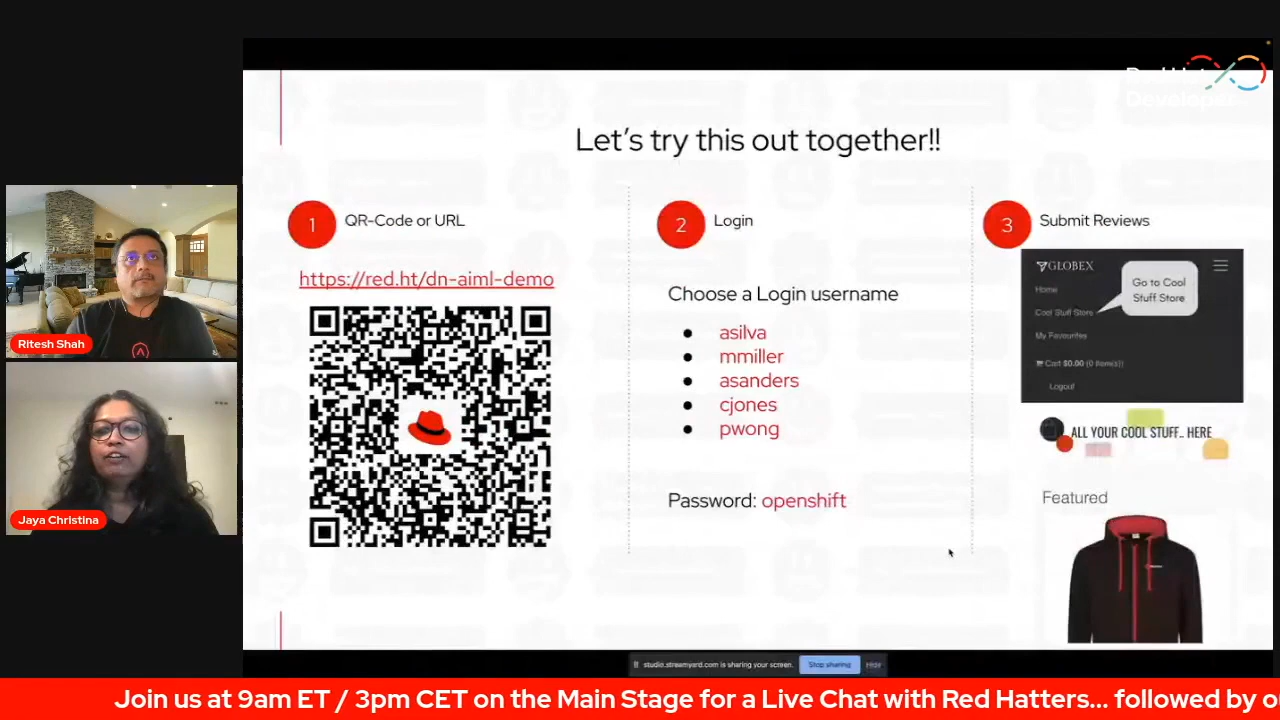 Red Hat
Developer
Let's try this out together!!
1
QR-Code or URL
https://red.ht/dn-aiml-demo
2
Login
Choose a Login username
● asilva
● mmiller
● asanders
● cjones
● pwong
Password: openshift
3
Submit Reviews
GLOBEX
Home
Cool Stuff Store
My Favourites
Cart $0.00 (0 item(s))
Logout
Go to Cool
Stuff Store
ALL YOUR COOL STUFF.. HERE
Featured
Ritesh Shah
Jaya Christina
studio.streamyard.com is sharing your screen.
Stop sharing
Hide
Join us at 9am ET / 3pm CET on the Main Stage for a Live Chat with Red Hatters... followed by o